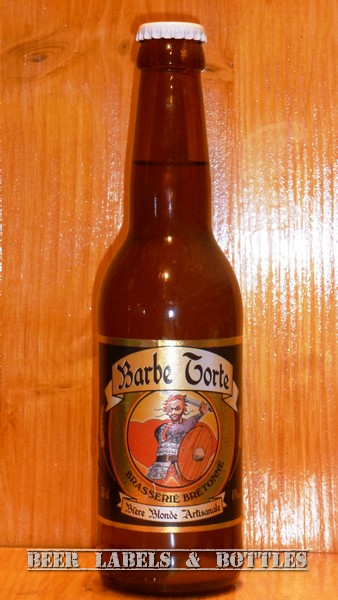 Barbe Torte
BRASSERIE BRETONNE
Bière Blonde Artisanale
BEER LABELS & BOTTLES